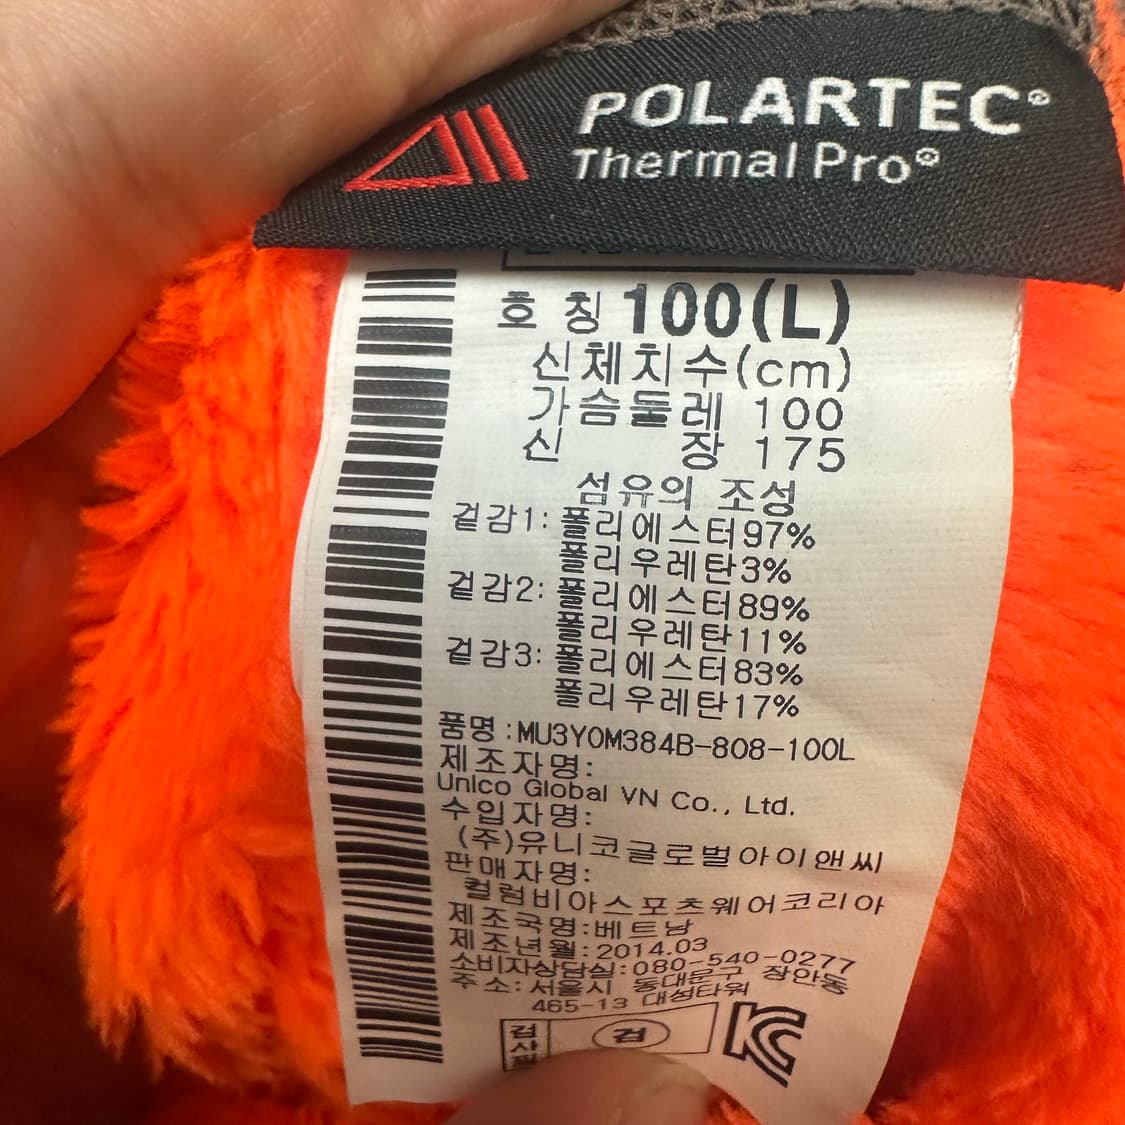 POLARTEC®
Thermal Pro®
호 칭 100(L)
신체치수(cm)
가슴둘레 100
신 장 175
섬유의 조성
겉감1: 폴리에스터97%
폴리우레탄3%
겉감2: 폴리에스터89%
폴리우레탄11%
겉감3: 폴리에스터83%
폴리우레탄17%
품명:MU3YOM384B-808-100L
제조자명:
Unico Global VN Co., Ltd.
수입자명:
(주)유니코글로벌아이앤씨
판매자명:
컬럼비아스포츠웨어코리아
제조국명:베트남
제조년월:2014.03
소비자상담실:080-540-0277
주소:서울시 동대문구 장안동
465-13 대성타워
검사필
검
KC